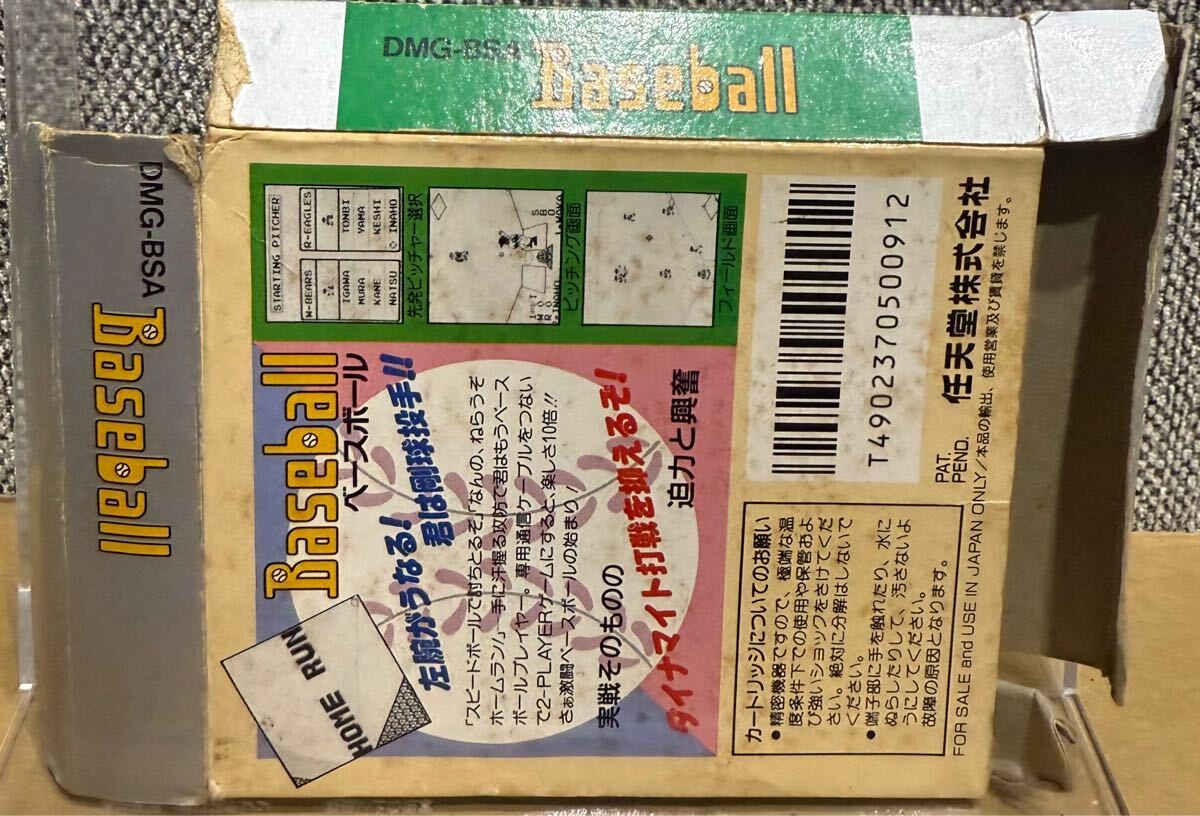 DMG-BSA
Baseball
DMG-BSA
Baseball
Baseball
ベースボール
HOME RUN
左腕がうなる!
君は剛球投手!!
「スピードボールで討ちとるぞ」「なんの、ねらうぞ
ホームラン!」手に汗握る攻防で君はもうベース
ボールプレイヤー。専用通信ケーブルをつない
で2-PLAYERゲームにすると、楽しさ10倍!!
さぁ激闘ベースボールの始まり!
実戦そのものの
迫力と興奮
ダイナマイト打戦を抑えるぞ!
STARTING PITCHER
W-BEARS R-EAGLES
IGAWA TONBI
MURA YAMA
KANE KESHI
NATSU ◇ INAHO
先発ピッチャー選択
ピッチング画面
フィールド画面
カートリッジについてのお願い
●精密機器ですので、極端な温
度条件下での使用や保管およ
び強いショックをさけてくだ
さい。絶対に分解はしないで
ください。
●端子部に手を触れたり、水に
ぬらしたりして、汚さないよ
うにしてください。
故障の原因となります。
T4902370500912
PAT.
PEND.
任天堂株式会社
FOR SALE and USE IN JAPAN ONLY/本品の輸出、使用営業及び賃貸を禁じます。